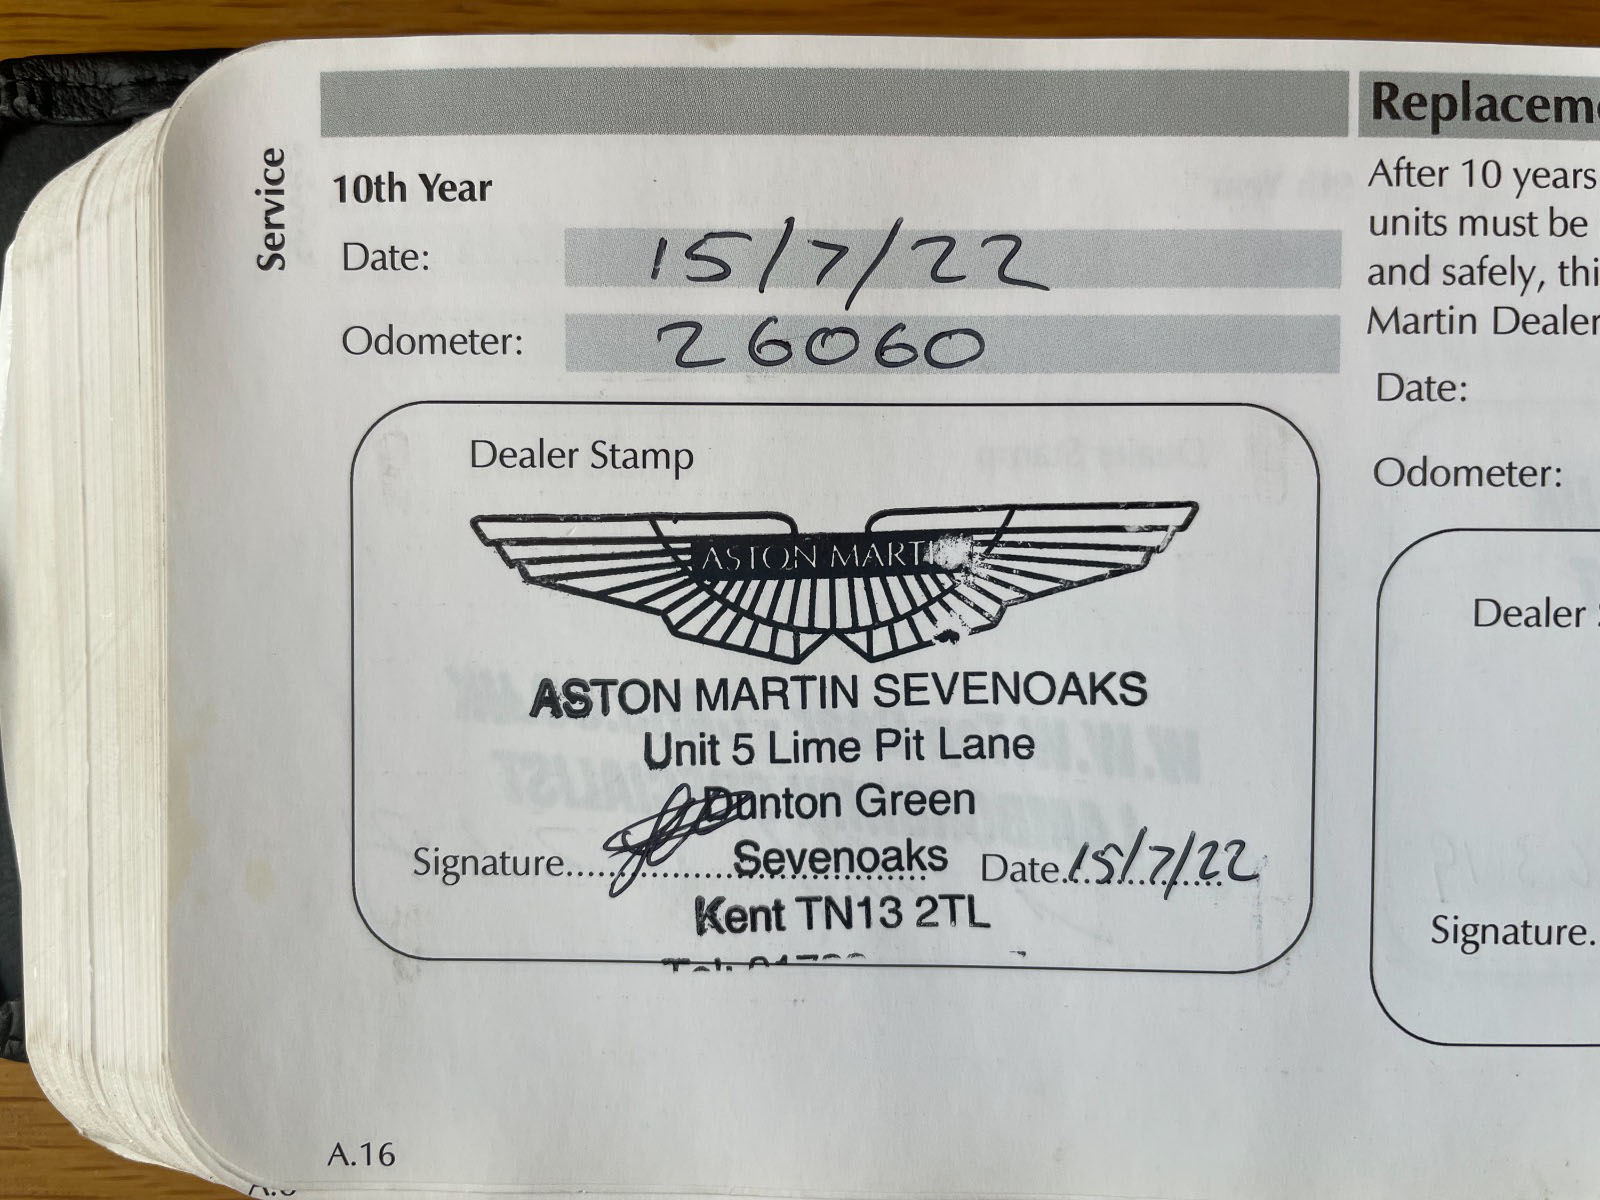 Service
10th Year
Date: 15/7/22
Odometer: 26060
Dealer Stamp
ASTON MARTIN
ASTON MARTIN SEVENOAKS
Unit 5 Lime Pit Lane
Dunton Green
Sevenoaks
Signature.................................... Date.15/7/22
Kent TN13 2TL
A.16
Replacem
After 10 years
units must be
and safely, thi
Martin Dealer
Date:
Odometer:
Dealer
Signature.